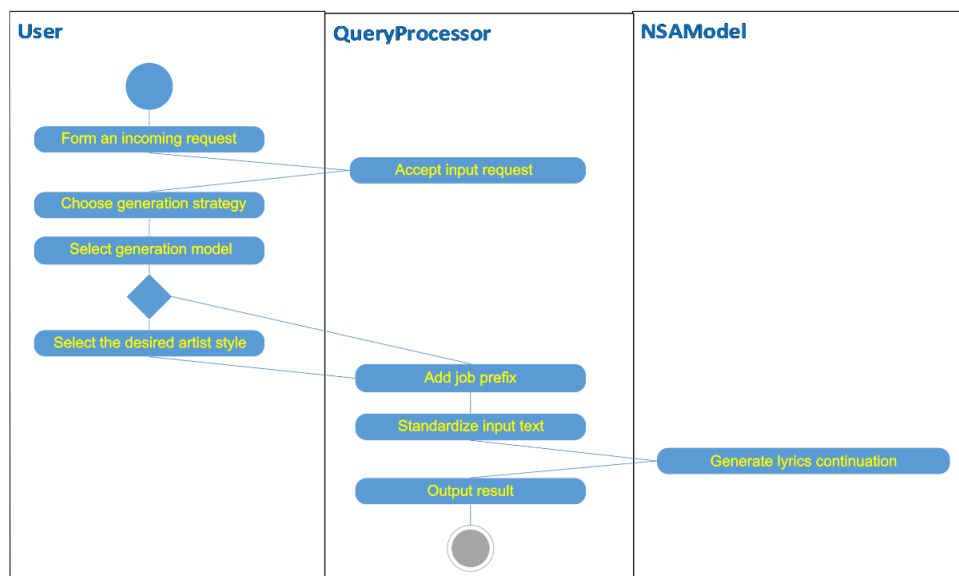 User
QueryProcessor
NSAModel
Form an incoming request
Accept input request
Choose generation strategy
Select generation model
Select the desired artist style
Add job prefix
Standardize input text
Generate lyrics continuation
Output result